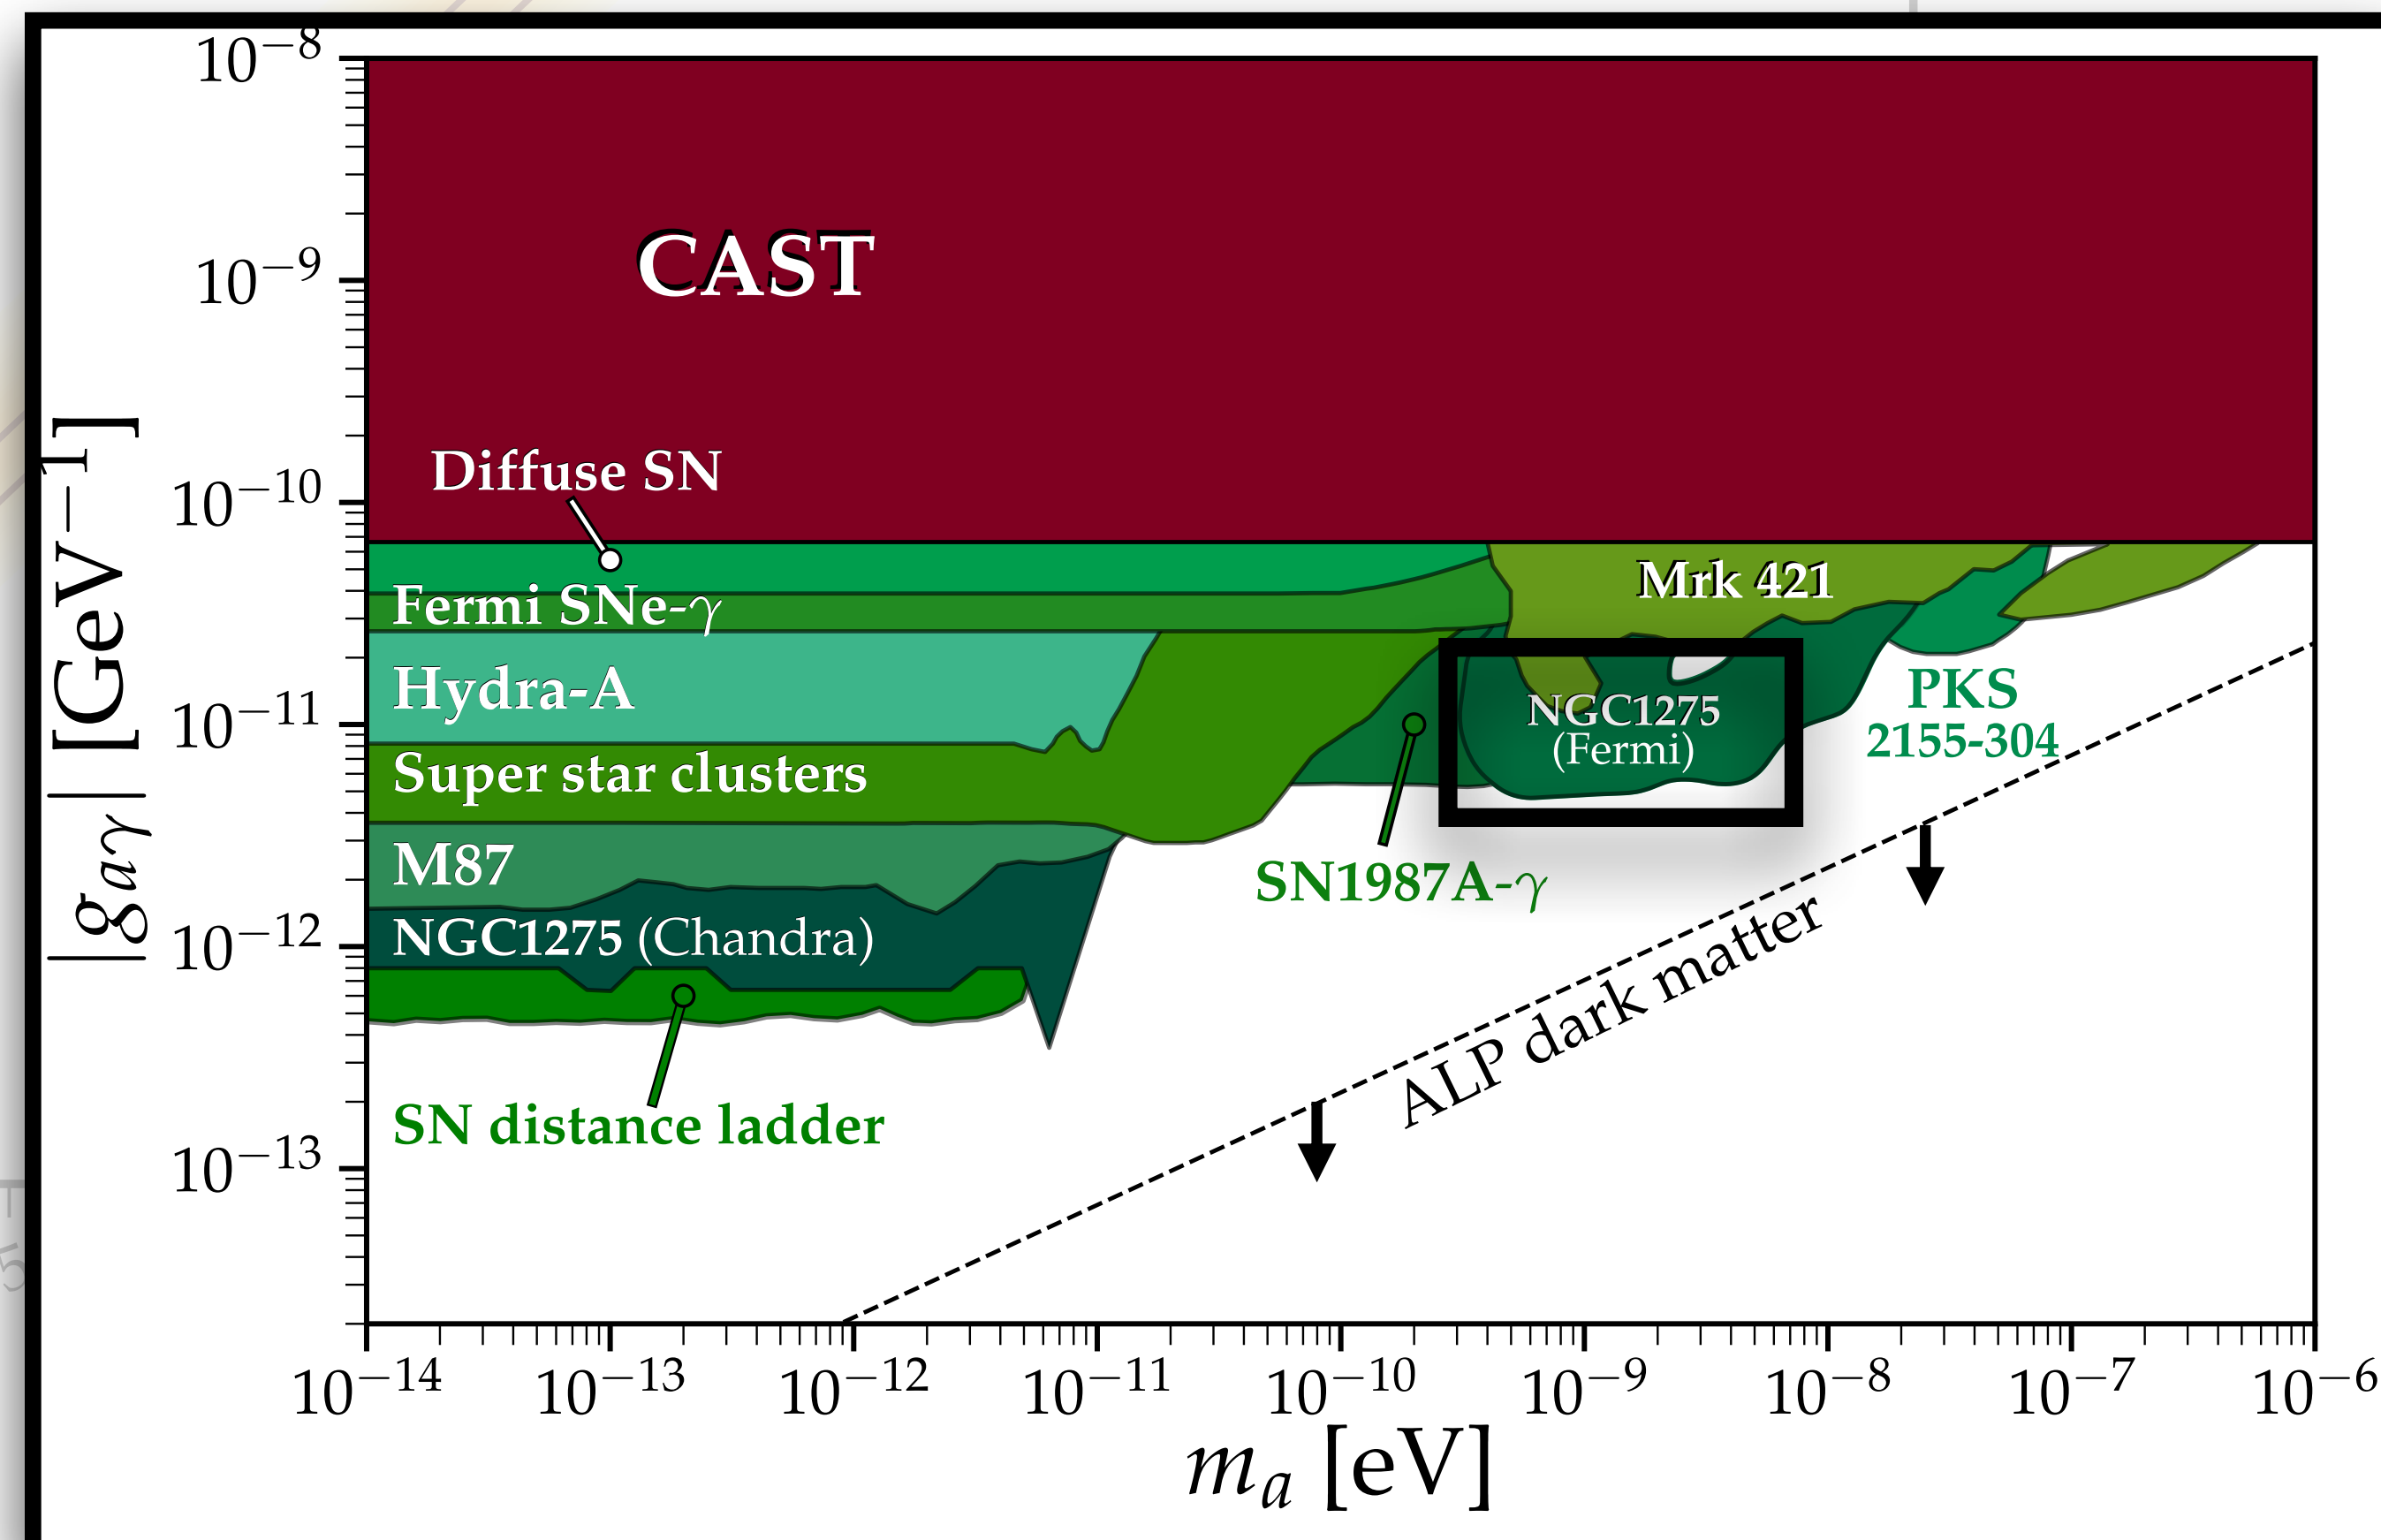 10⁻⁸
10⁻⁹
10⁻¹⁰
10⁻¹¹
10⁻¹²
10⁻¹³
|gₐᵧ| [GeV⁻¹]
CAST
Diffuse SN
Fermi SNe-γ
Hydra-A
Super star clusters
M87
NGC1275 (Chandra)
SN distance ladder
Mrk 421
NGC1275
(Fermi)
PKS
2155-304
SN1987A-γ
ALP dark matter
10⁻¹⁴ 10⁻¹³ 10⁻¹² 10⁻¹¹ 10⁻¹⁰ 10⁻⁹ 10⁻⁸ 10⁻⁷ 10⁻⁶
mₐ [eV]